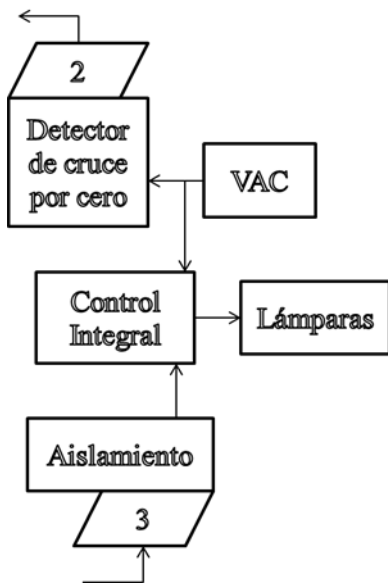 2
Detector
de cruce
por cero
VAC
Control
Integral
Lámparas
Aislamiento
3